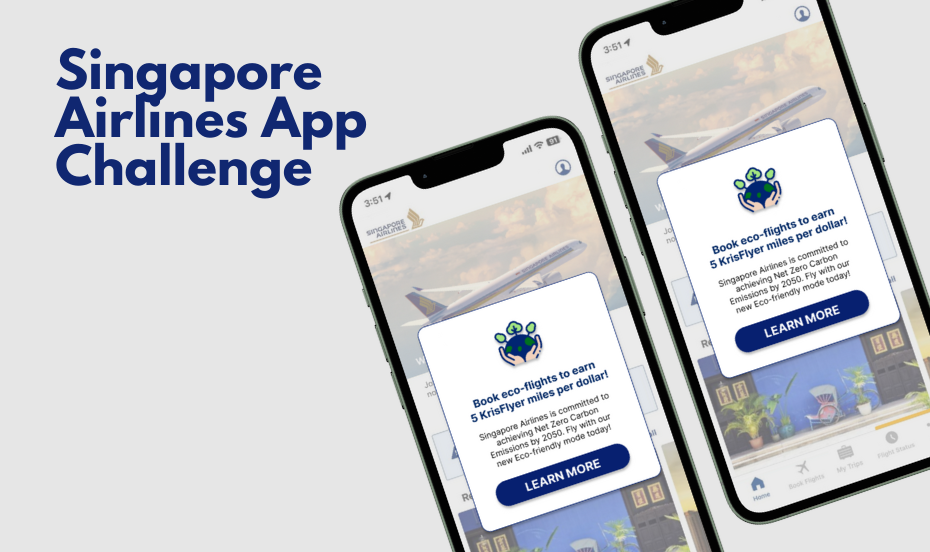 Singapore
Airlines App
Challenge
3:51
91
SINGAPORE
AIRLINES
Book eco-flights to earn
5 KrisFlyer miles per dollar!
Singapore Airlines is committed to
achieving Net Zero Carbon
Emissions by 2050. Fly with our
new Eco-friendly mode today!
LEARN MORE
3:51
SINGAPORE
AIRLINES
Book eco-flights to earn
5 KrisFlyer miles per dollar!
Singapore Airlines is committed to
achieving Net Zero Carbon
Emissions by 2050. Fly with our
new Eco-friendly mode today!
LEARN MORE
Home
Book Flights
My Trips
Flight Status